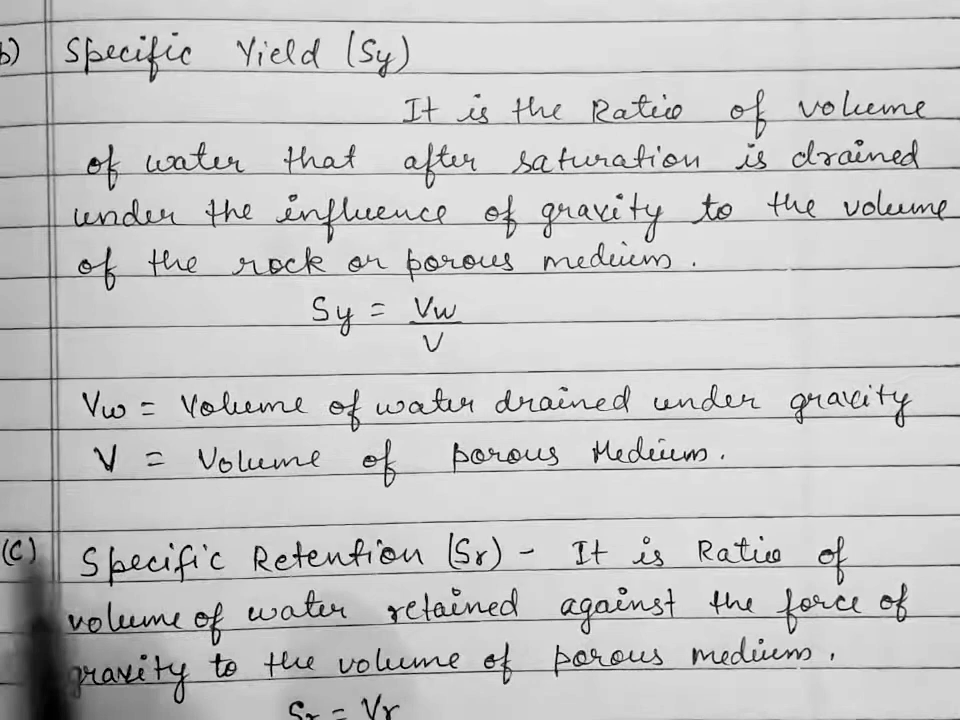 b) Specific Yield (Sy)
It is the Ratio of volume
of water that after saturation is drained
under the influence of gravity to the volume
of the rock or porous medium.
Sy = Vw
V
Vw = Volume of water drained under gravity
V = Volume of porous Medium.
(C) Specific Retention (Sr) - It is Ratio of
volume of water retained against the force of
gravity to the volume of porous medium.
Sr = Vr